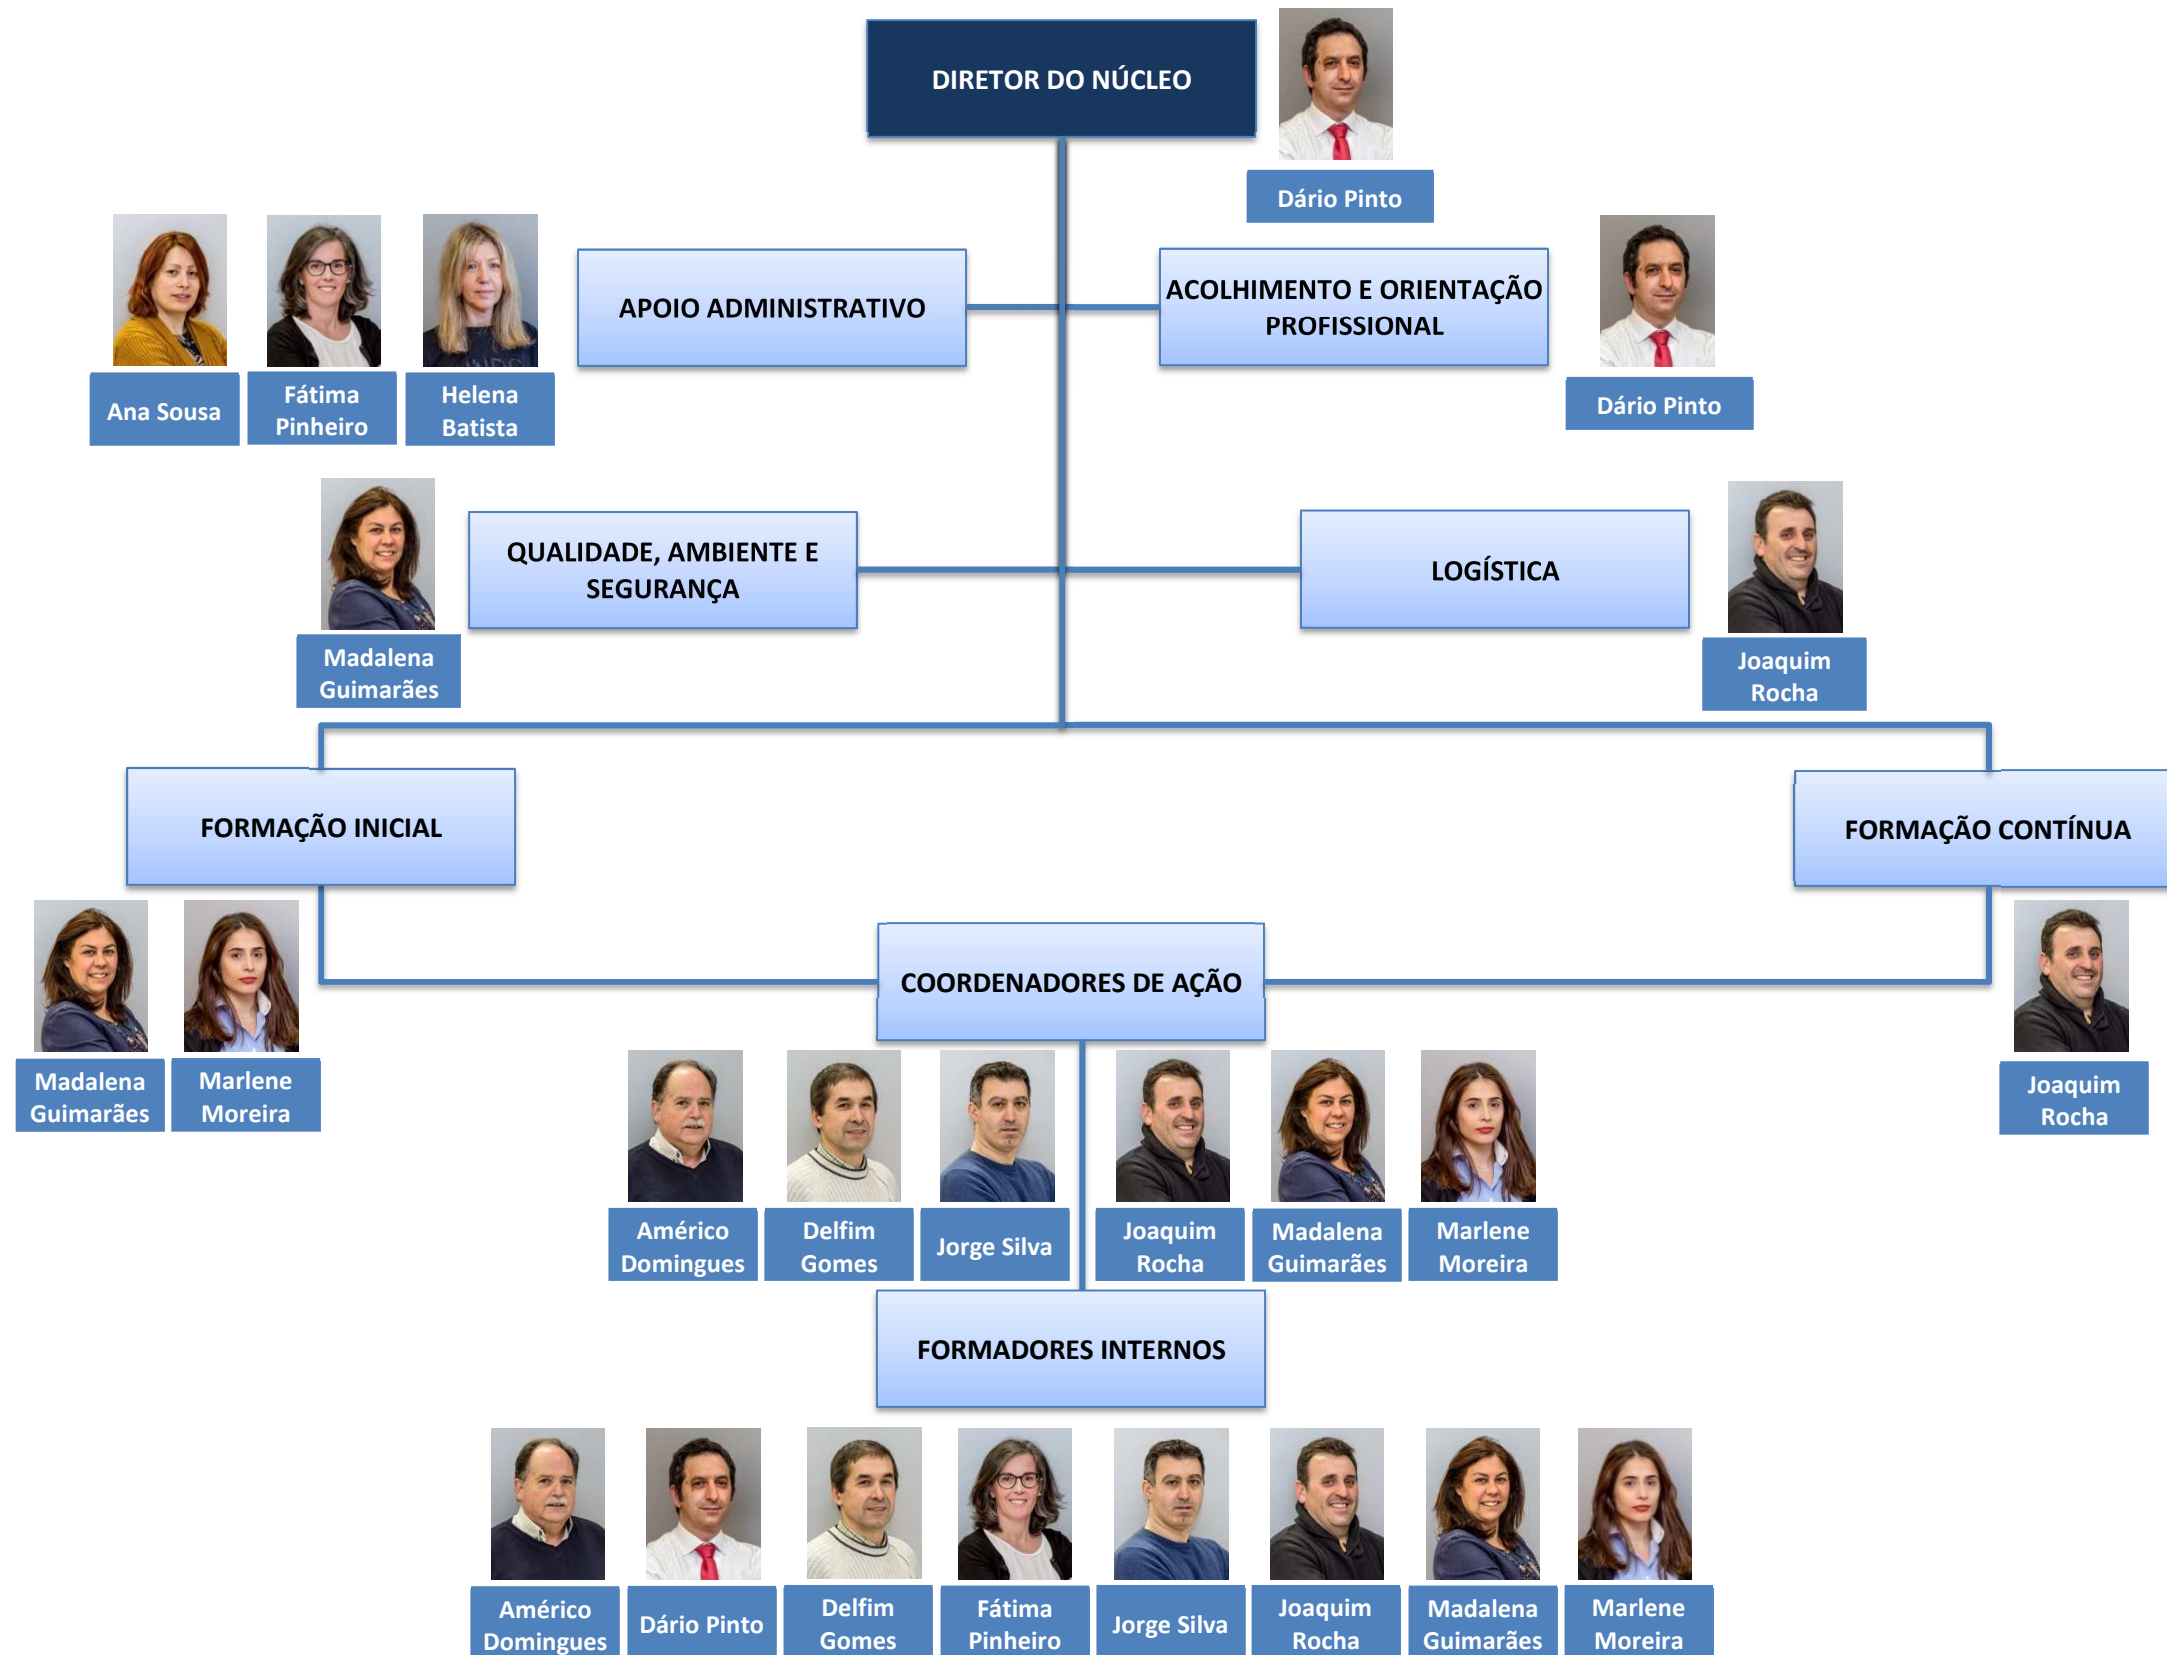 DIRETOR DO NÚCLEO
Dário Pinto
APOIO ADMINISTRATIVO
ACOLHIMENTO E ORIENTAÇÃO
PROFISSIONAL
Ana Sousa
Fátima
Pinheiro
Helena
Batista
Dário Pinto
QUALIDADE, AMBIENTE E
SEGURANÇA
LOGÍSTICA
Madalena
Guimarães
Joaquim
Rocha
FORMAÇÃO INICIAL
FORMAÇÃO CONTÍNUA
Madalena
Guimarães
Marlene
Moreira
COORDENADORES DE AÇÃO
Joaquim
Rocha
Américo
Domingues
Delfim
Gomes
Jorge Silva
Joaquim
Rocha
Madalena
Guimarães
Marlene
Moreira
FORMADORES INTERNOS
Américo
Domingues
Dário Pinto
Delfim
Gomes
Fátima
Pinheiro
Jorge Silva
Joaquim
Rocha
Madalena
Guimarães
Marlene
Moreira